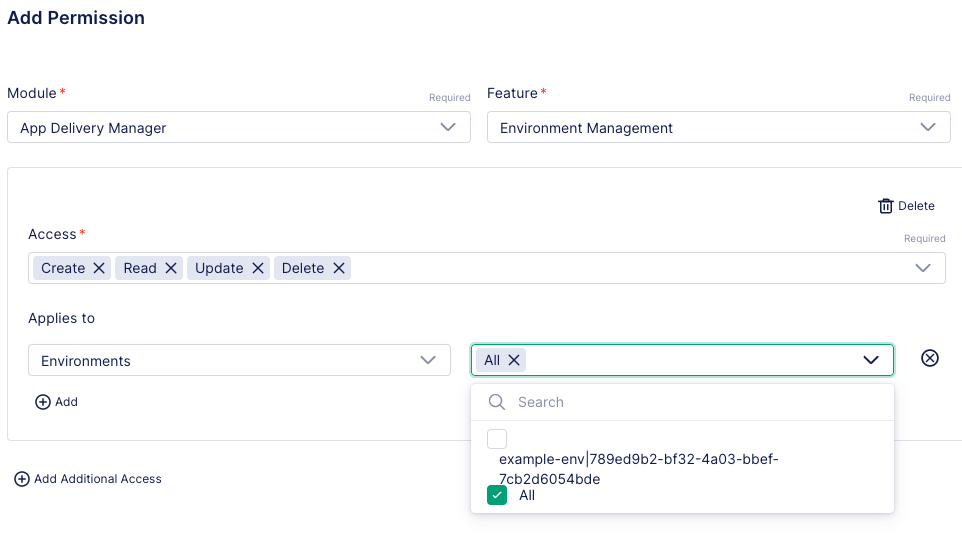 Add Permission
Module* Required
Feature* Required
App Delivery Manager
Environment Management
Delete
Access* Required
Create Read Update Delete
Applies to
Environments
All
Add
Search
example-env|789ed9b2-bf32-4a03-bbef-
7cb2d6054bde
All
Add Additional Access